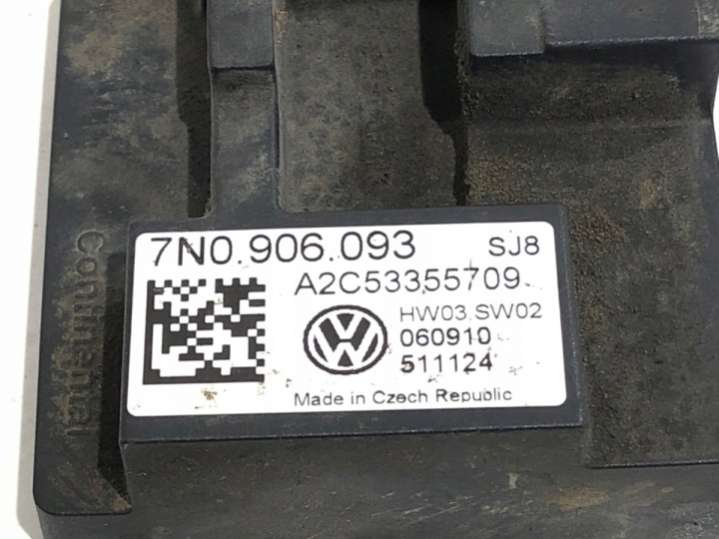 7N0.906.093 SJ8
A2C53355709
HW03.SW02
060910
511124
Made in Czech Republic
Continental